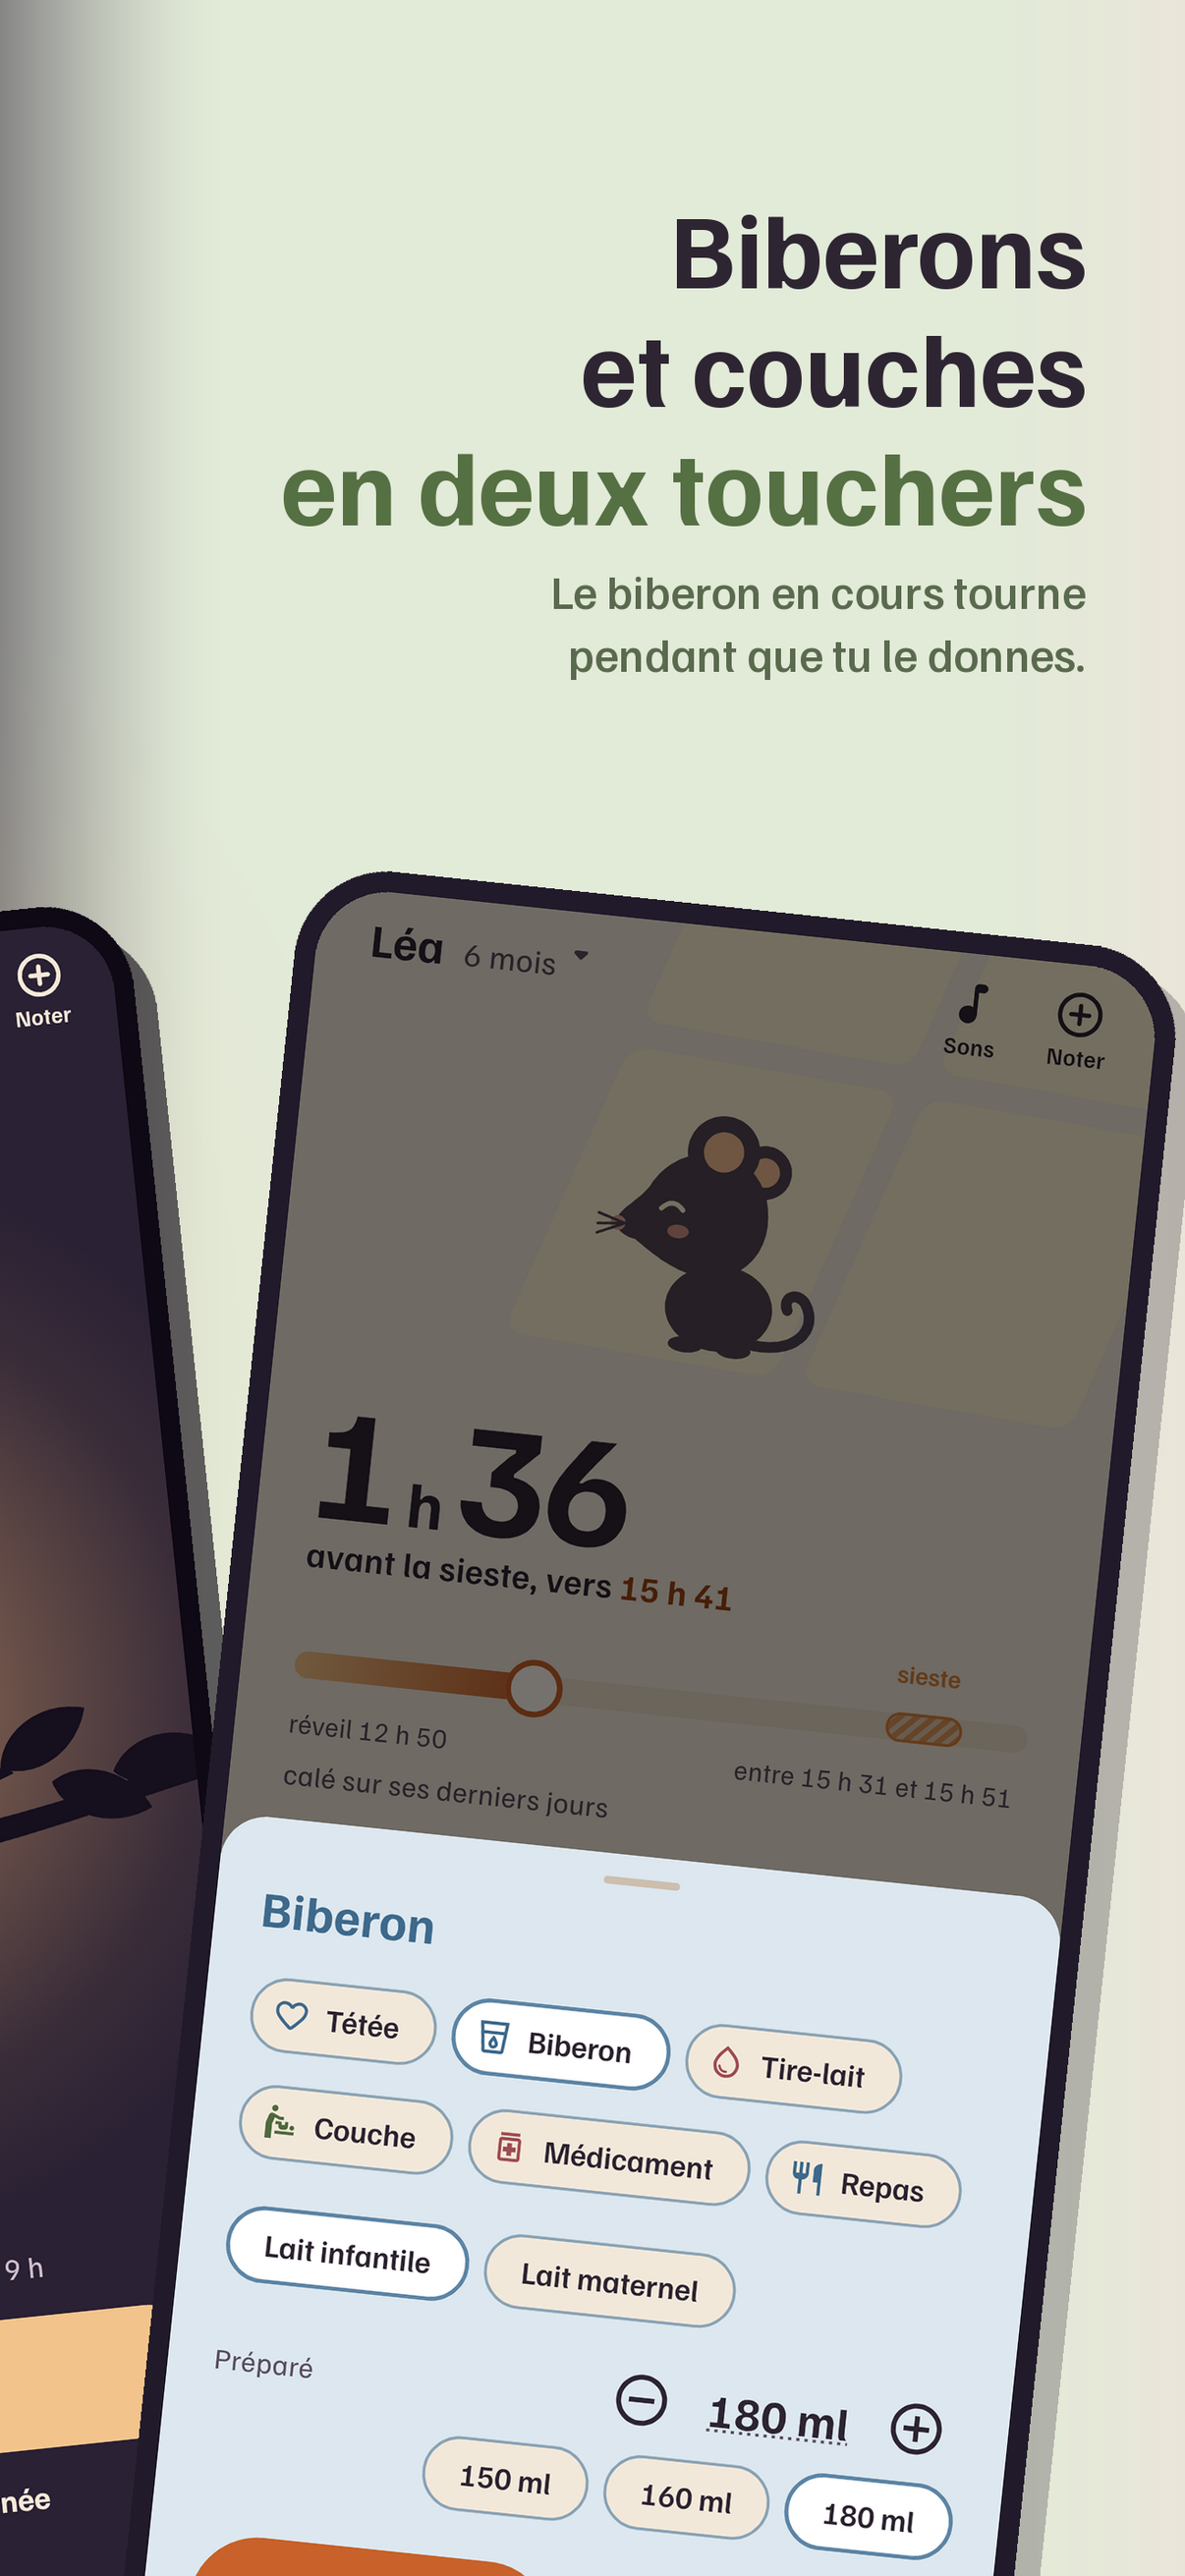 Biberons
et couches
en deux touchers
Le biberon en cours tourne
pendant que tu le donnes.
Noter
9 h
née
Léa 6 mois
Sons
Noter
1 h 36
avant la sieste, vers 15 h 41
sieste
réveil 12 h 50
entre 15 h 31 et 15 h 51
calé sur ses derniers jours
Biberon
Tétée
Biberon
Tire-lait
Couche
Médicament
Repas
Lait infantile
Lait maternel
Préparé
180 ml
150 ml
160 ml
180 ml